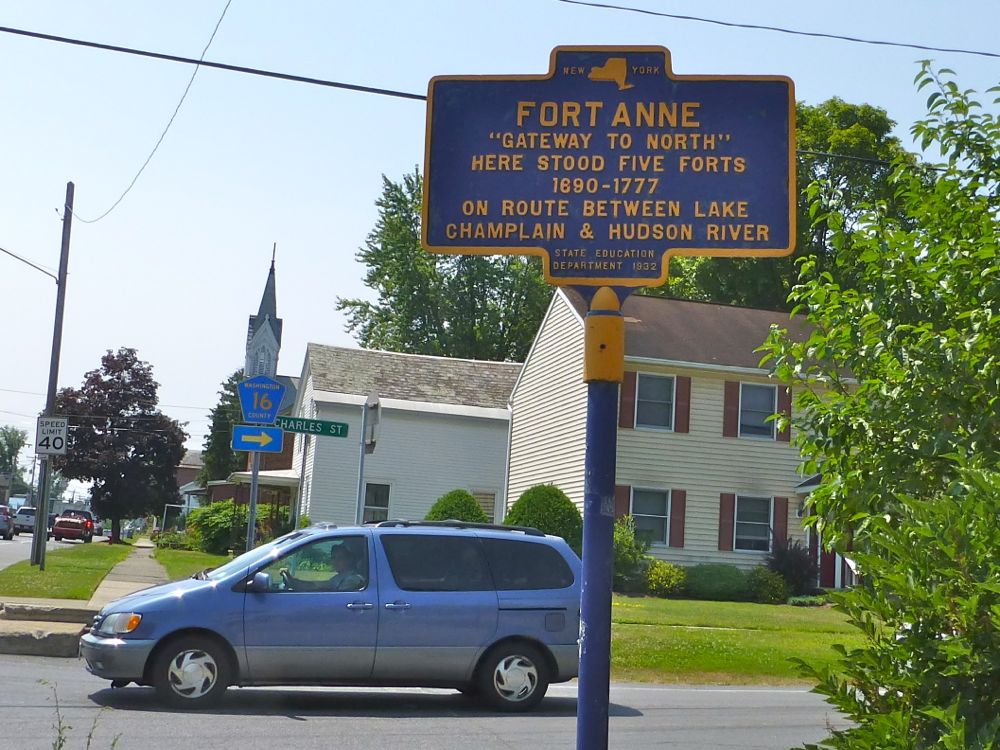 NEW YORK
FORT ANNE
"GATEWAY TO NORTH"
HERE STOOD FIVE FORTS
1690-1777
ON ROUTE BETWEEN LAKE
CHAMPLAIN & HUDSON RIVER
STATE EDUCATION
DEPARTMENT 1932
WASHINGTON
16
COUNTY
CHARLES ST
SPEED
LIMIT
40